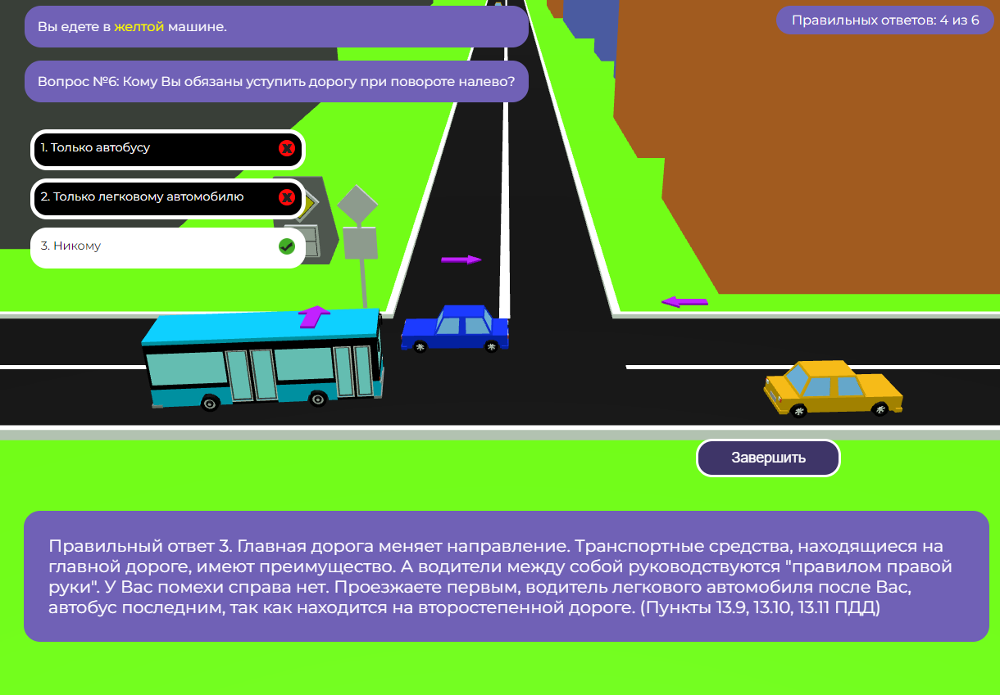 Вы едете в желтой машине.
Правильных ответов: 4 из 6
Вопрос №6: Кому Вы обязаны уступить дорогу при повороте налево?
1. Только автобусу
2. Только легковому автомобилю
3. Никому
Завершить
Правильный ответ 3. Главная дорога меняет направление. Транспортные средства, находящиеся на
главной дороге, имеют преимущество. А водители между собой руководствуются "правилом правой
руки". У Вас помехи справа нет. Проезжаете первым, водитель легкового автомобиля после Вас,
автобус последним, так как находится на второстепенной дороге. (Пункты 13.9, 13.10, 13.11 ПДД)